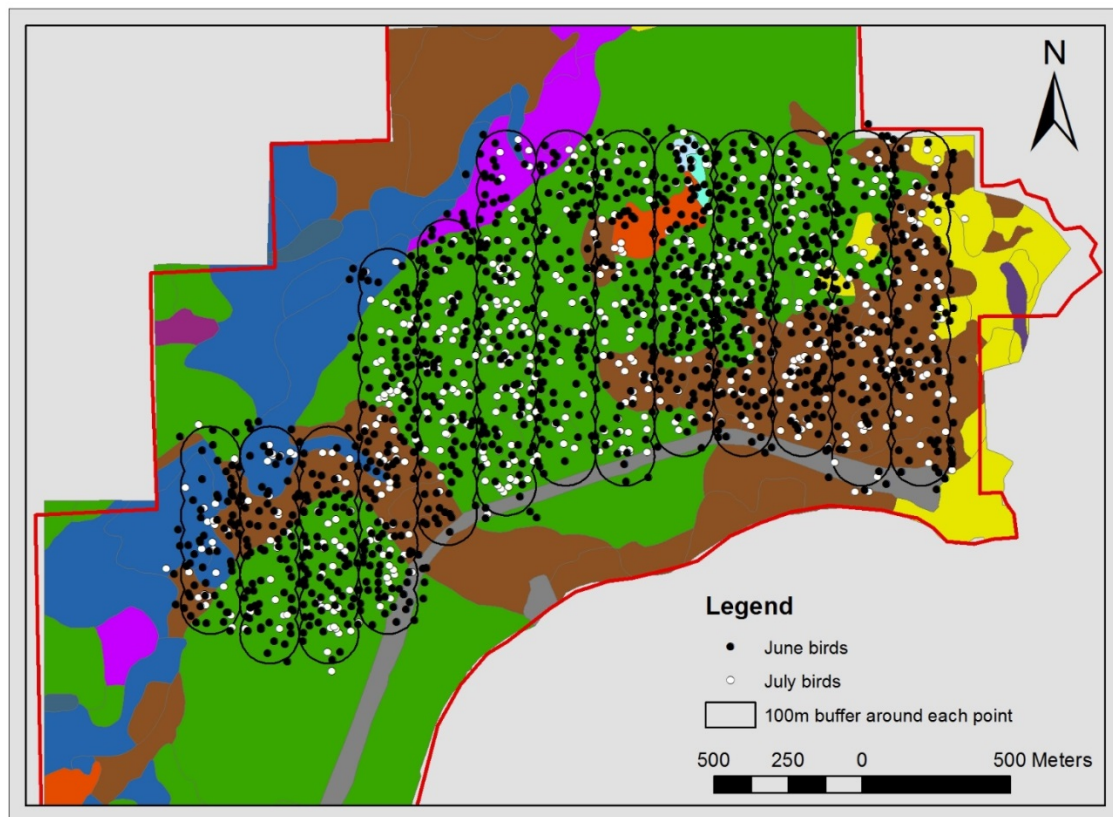 N
Legend
June birds
July birds
100m buffer around each point
500 250 0 500 Meters